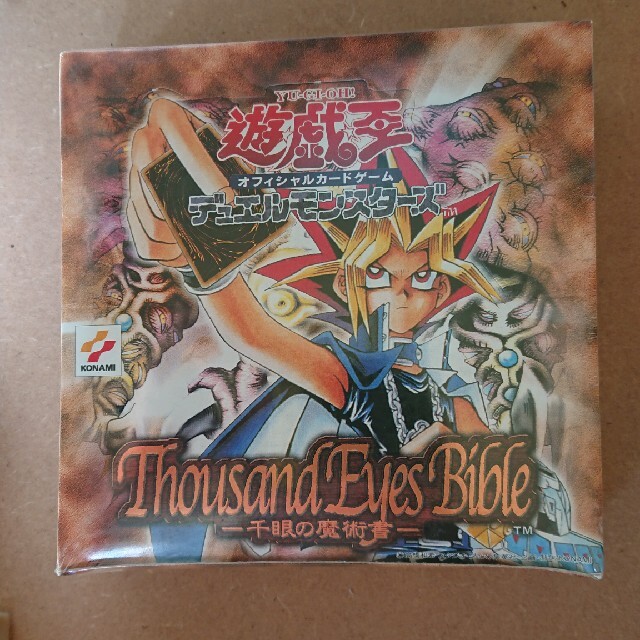 YU-GI-OH!
遊戯王
オフィシャルカードゲーム
デュエルモンスターズ
KONAMI
Thousand Eyes Bible
—千眼の魔術書—
TM